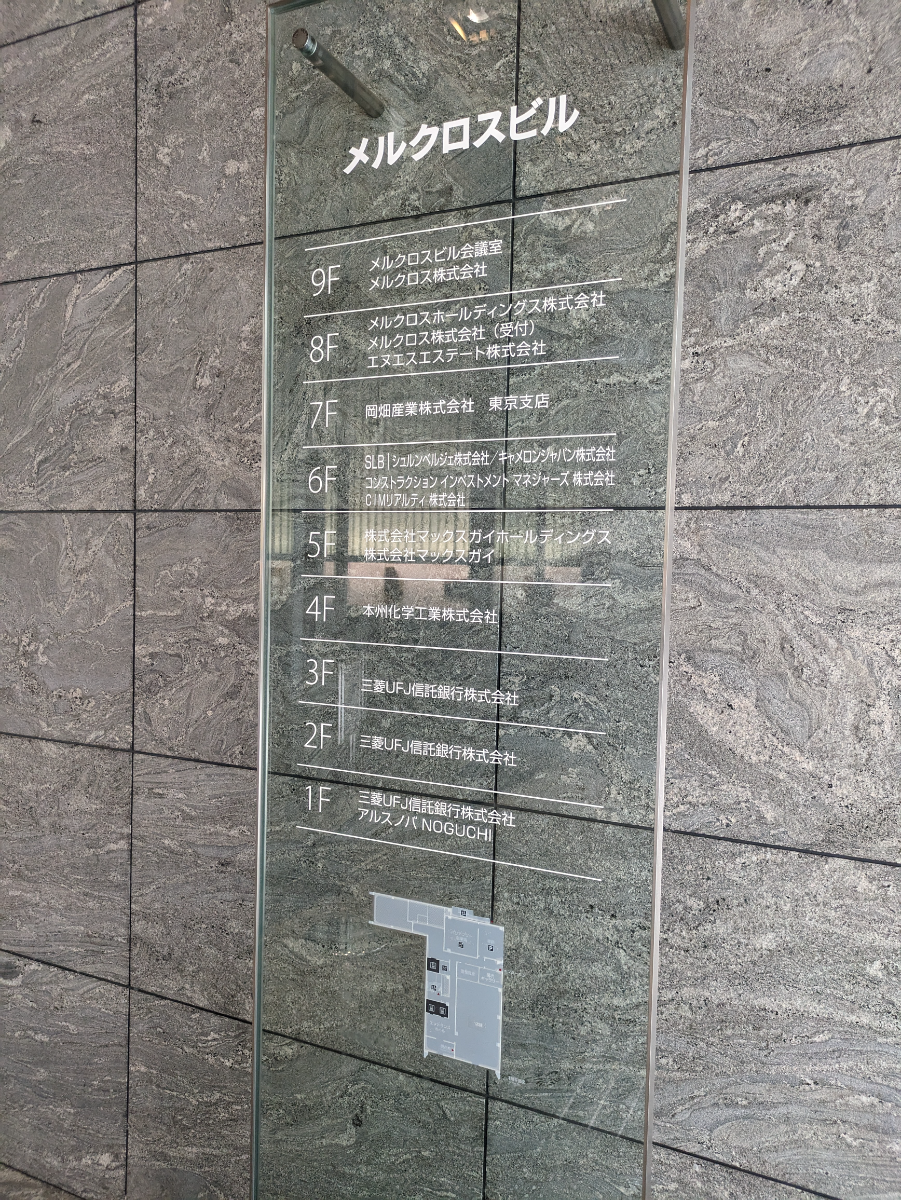 メルクロスビル
9F メルクロスビル会議室
メルクロス株式会社
8F メルクロスホールディングス株式会社
メルクロス株式会社（受付）
エヌエスエステート株式会社
7F 岡畑産業株式会社 東京支店
6F SLB | シュルンベルジェ株式会社／キャメロンジャパン株式会社
コンストラクション インベストメント マネジャーズ 株式会社
CIMリアルティ 株式会社
5F 株式会社マックスガイホールディングス
株式会社マックスガイ
4F 本州化学工業株式会社
3F 三菱UFJ信託銀行株式会社
2F 三菱UFJ信託銀行株式会社
1F 三菱UFJ信託銀行株式会社
アルスノバ NOGUCHI